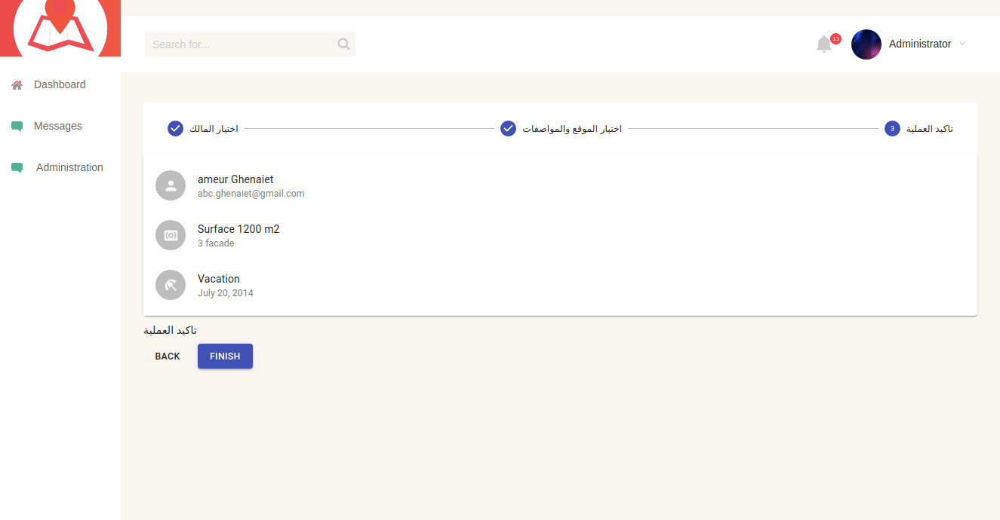 Search for...
13
Administrator
Dashboard
Messages
Administration
اختيار المالك
اختيار الموقع والمواصفات
3
تاكيد العملية
ameur Ghenaiet
abc.ghenaiet@gmail.com
Surface 1200 m2
3 facade
Vacation
July 20, 2014
تاكيد العملية
BACK
FINISH